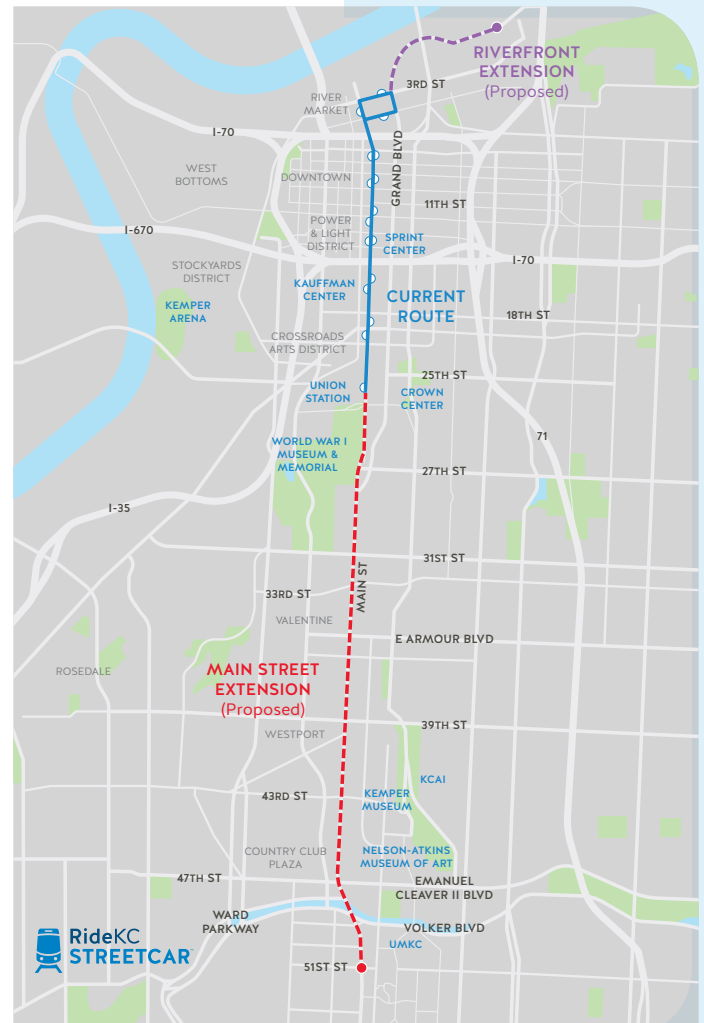 RIVERFRONT
EXTENSION
(Proposed)
3RD ST
RIVER
MARKET
I-70
GRAND BLVD
WEST
BOTTOMS
DOWNTOWN
11TH ST
POWER
& LIGHT
DISTRICT
I-670
SPRINT
CENTER
I-70
STOCKYARDS
DISTRICT
KAUFFMAN
CENTER
CURRENT
ROUTE
KEMPER
ARENA
18TH ST
CROSSROADS
ARTS DISTRICT
25TH ST
UNION
STATION
CROWN
CENTER
71
WORLD WAR I
MUSEUM &
MEMORIAL
27TH ST
I-35
31ST ST
MAIN ST
33RD ST
VALENTINE
E ARMOUR BLVD
ROSEDALE
MAIN STREET
EXTENSION
(Proposed)
39TH ST
WESTPORT
KCAI
43RD ST
KEMPER
MUSEUM
COUNTRY CLUB
PLAZA
NELSON-ATKINS
MUSEUM OF ART
47TH ST
EMANUEL
CLEAVER II BLVD
WARD
PARKWAY
VOLKER BLVD
UMKC
RideKC
STREETCAR
51ST ST